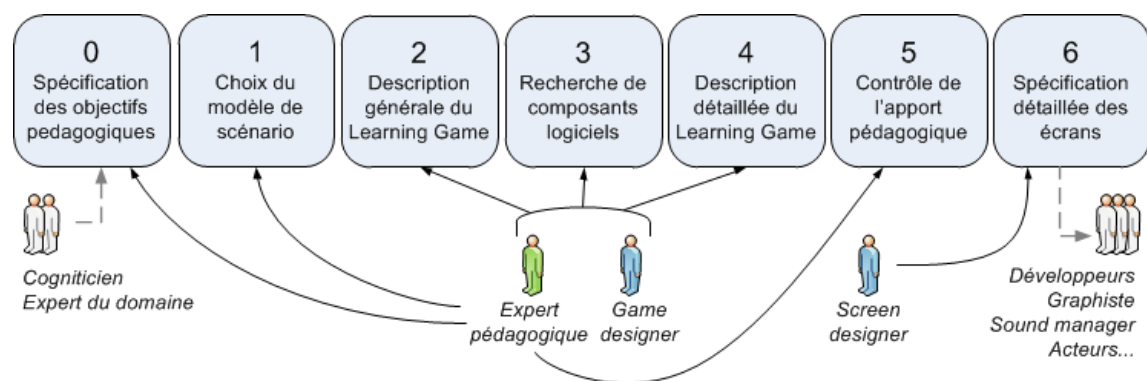 0
Spécification
des objectifs
pedagogiques
1
Choix du
modèle de
scénario
2
Description
générale du
Learning Game
3
Recherche de
composants
logiciels
4
Description
détaillée du
Learning Game
5
Contrôle de
l'apport
pédagogique
6
Spécification
détaillée des
écrans
Cogniticien
Expert du domaine
Expert
pédagogique
Game
designer
Screen
designer
Développeurs
Graphiste
Sound manager
Acteurs...